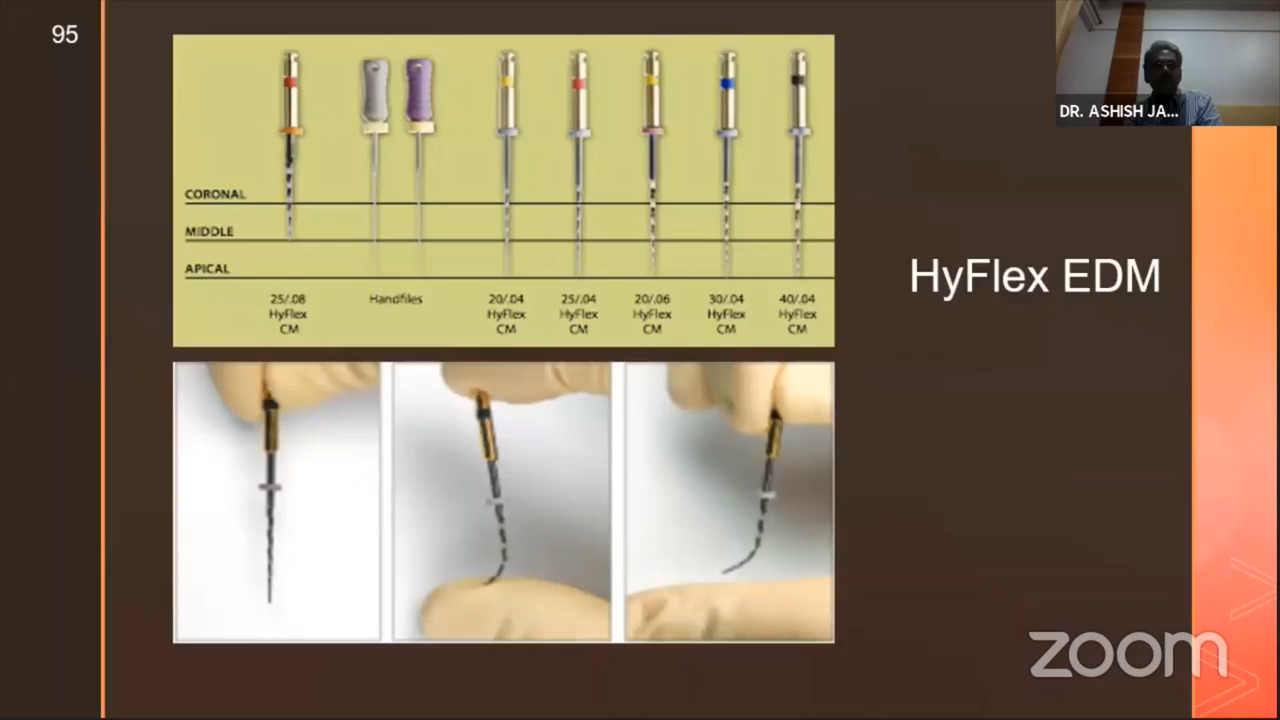 95
DR. ASHISH JA...
CORONAL
MIDDLE
APICAL
25/.08
HyFlex
CM
Handfiles
20/.04
HyFlex
CM
25/.04
HyFlex
CM
20/.06
HyFlex
CM
30/.04
HyFlex
CM
40/.04
HyFlex
CM
HyFlex EDM
zoom